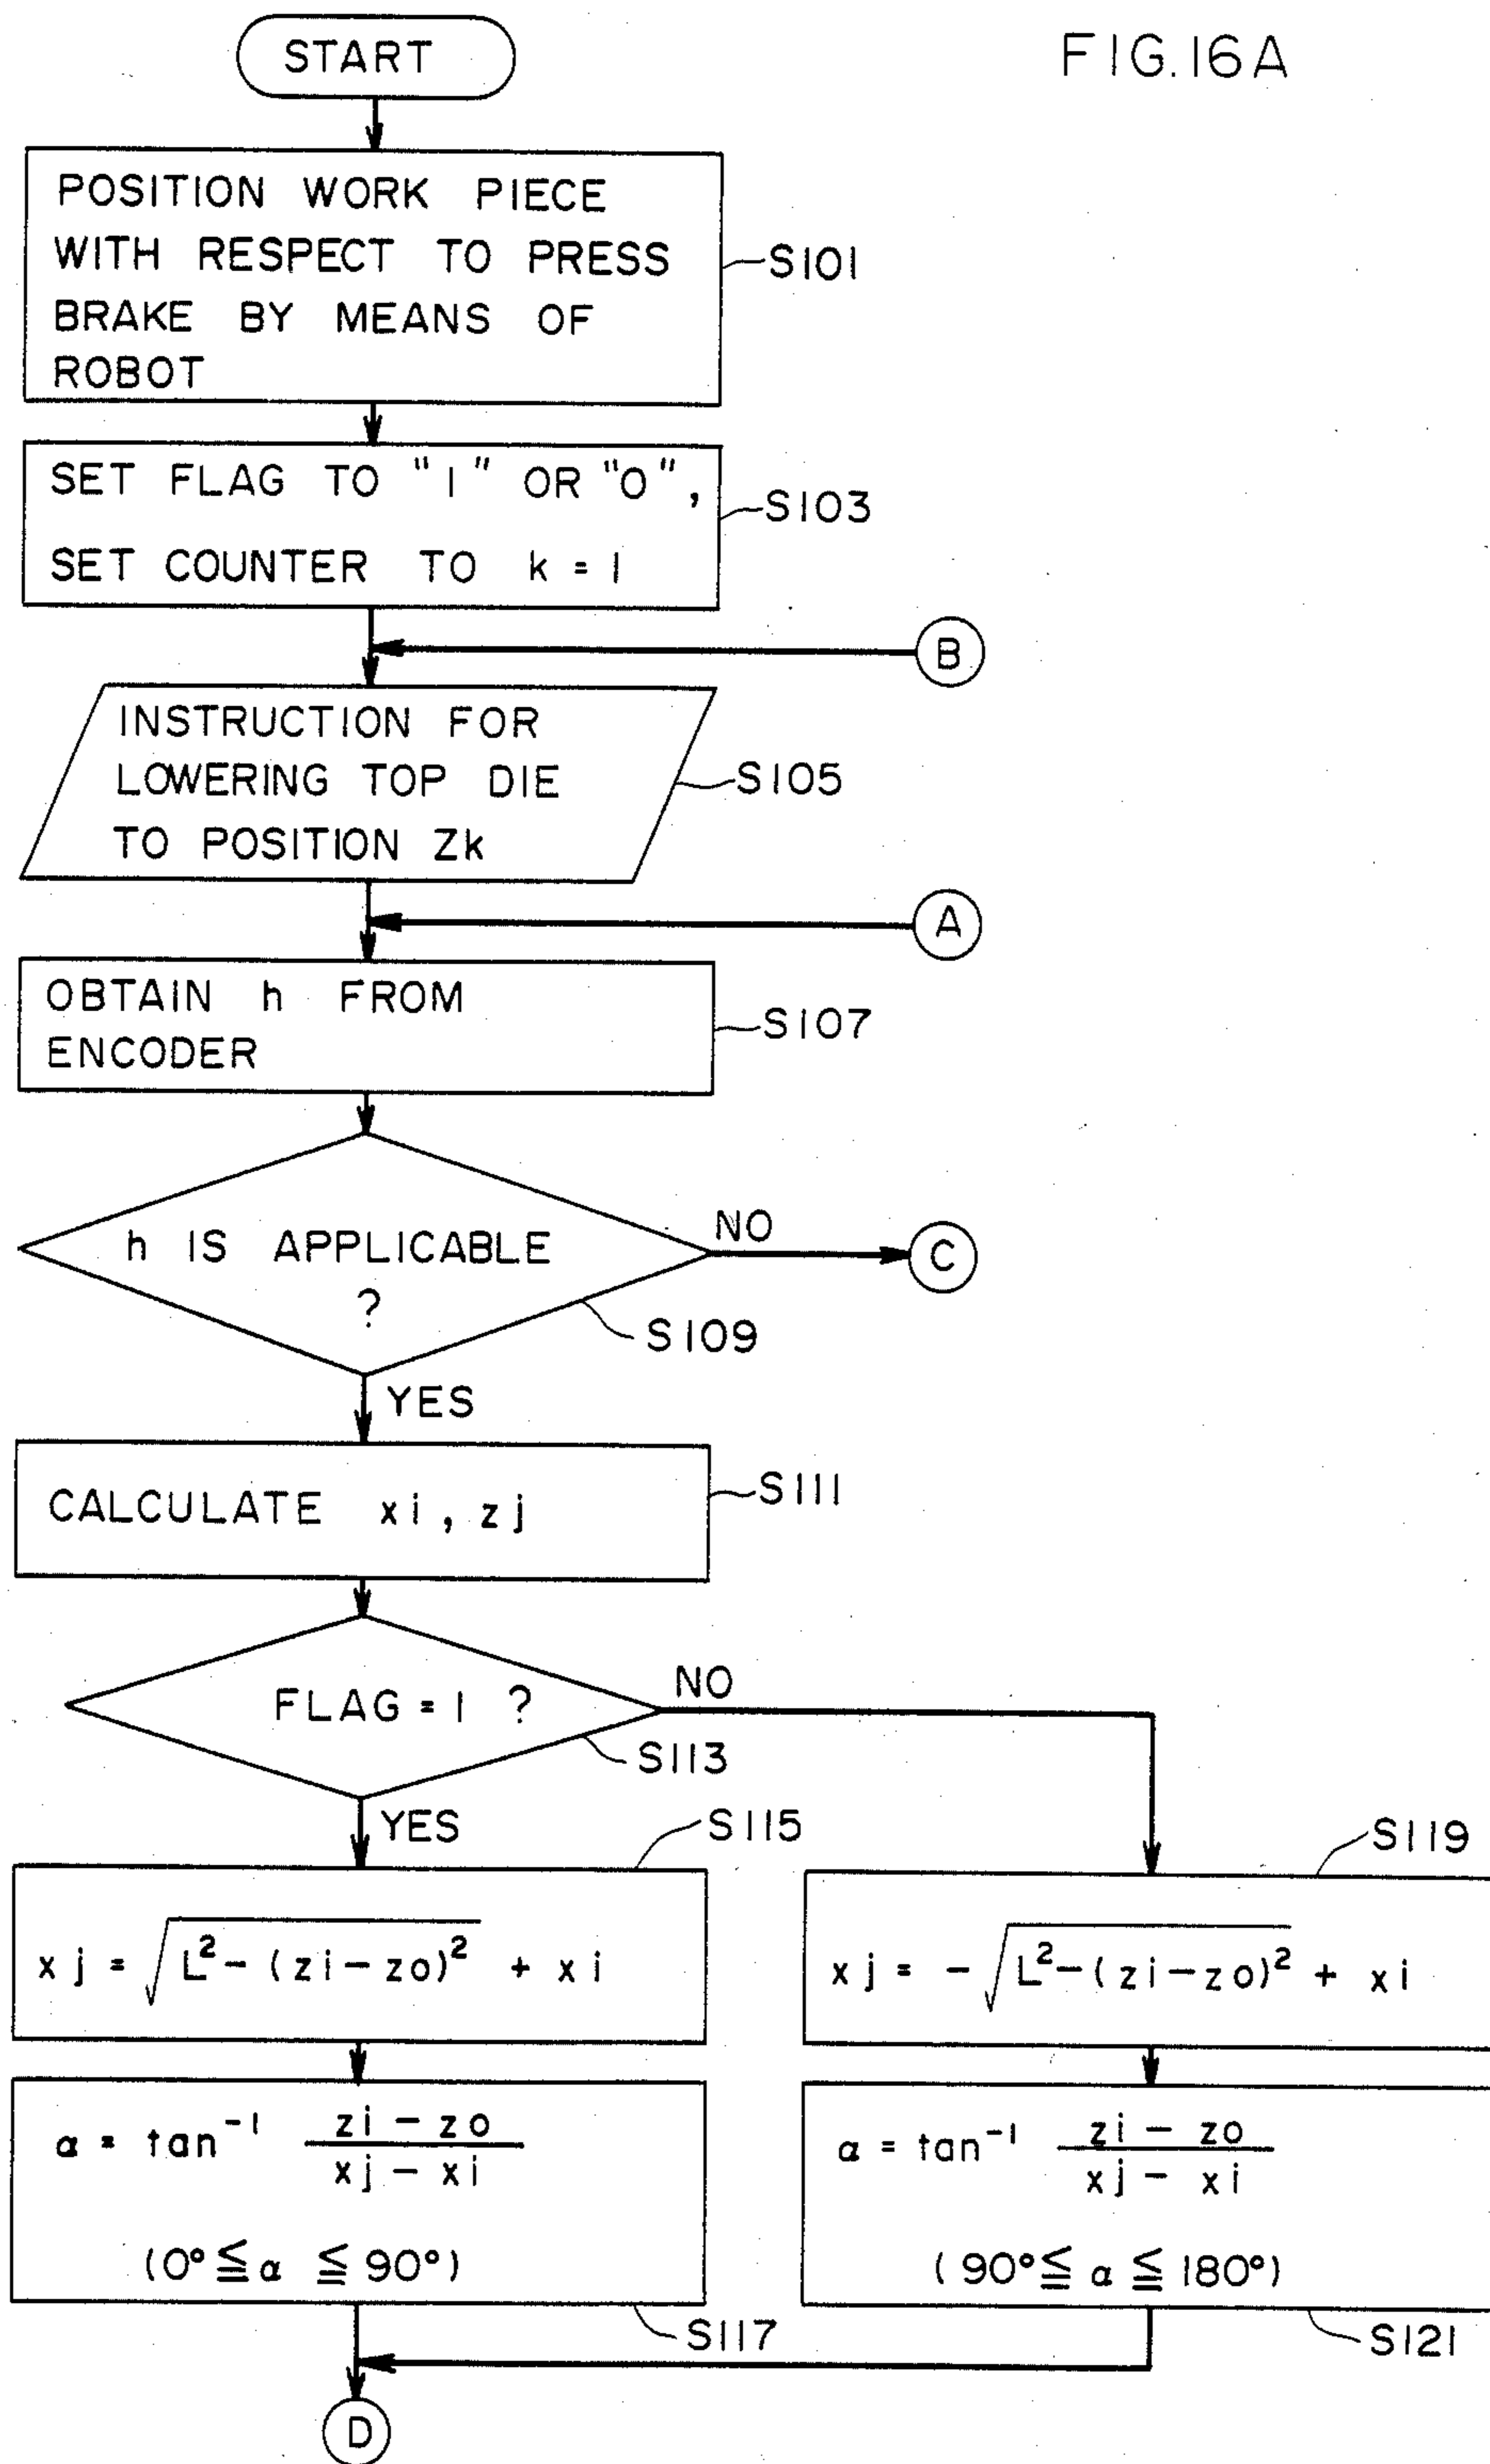 FIG.16A
START
POSITION WORK PIECE
WITH RESPECT TO PRESS
BRAKE BY MEANS OF
ROBOT
S101
SET FLAG TO "1" OR "0",
SET COUNTER TO k = 1
S103
B
INSTRUCTION FOR
LOWERING TOP DIE
TO POSITION Zk
S105
A
OBTAIN h FROM
ENCODER
S107
h IS APPLICABLE
?
NO
C
S109
YES
CALCULATE xi, zj
S111
FLAG = 1 ?
NO
S113
YES
S115
xj = √L² - (zi - zo)² + xi
S119
xj = - √L² - (zi - zo)² + xi
α = tan⁻¹ zi - zo
xj - xi
(0° ≦ α ≦ 90°)
S117
α = tan⁻¹ zi - zo
xj - xi
(90° ≦ α ≦ 180°)
S121
D